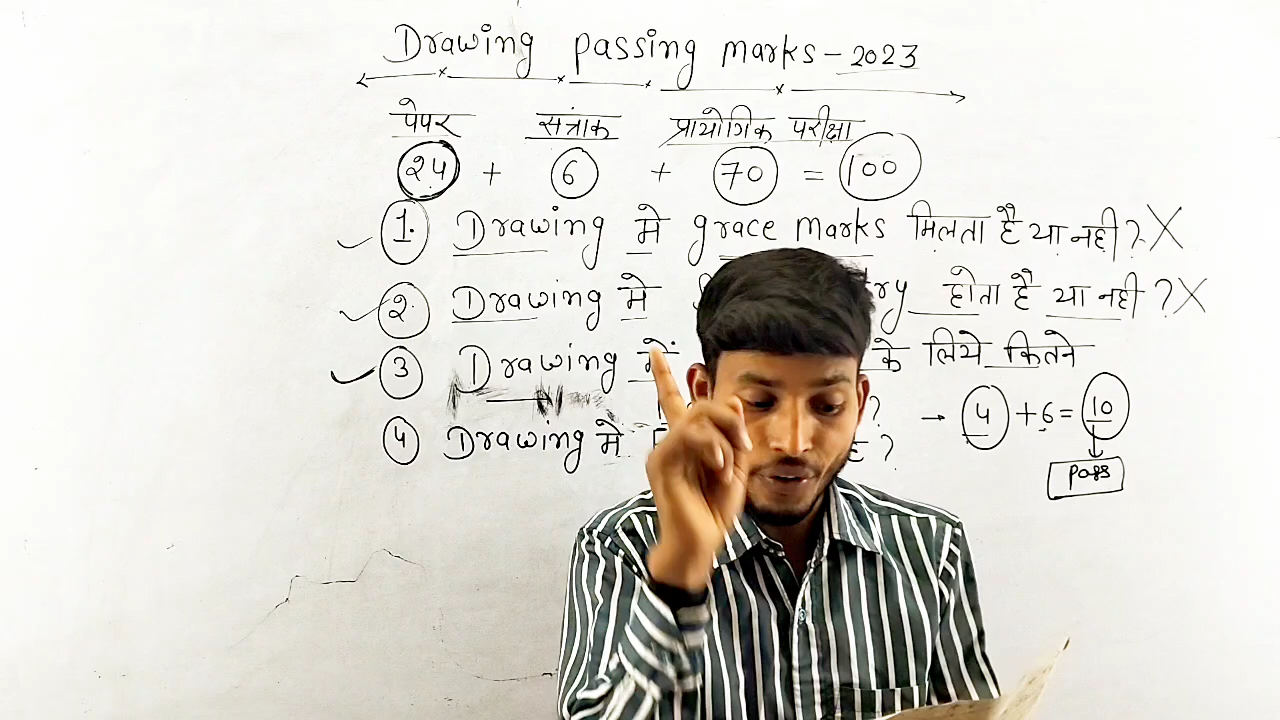 Drawing passing marks - 2023
पेपर सत्रांक प्रायोगिक परीक्षा
24 + 6 + 70 = 100
1. Drawing मे grace marks मिलता है या नही ? X
2. Drawing मे होता है या नही ? X
3 Drawing में के लिये कितने
? → 4 + 6 = 10
4 Drawing मे ?
pass